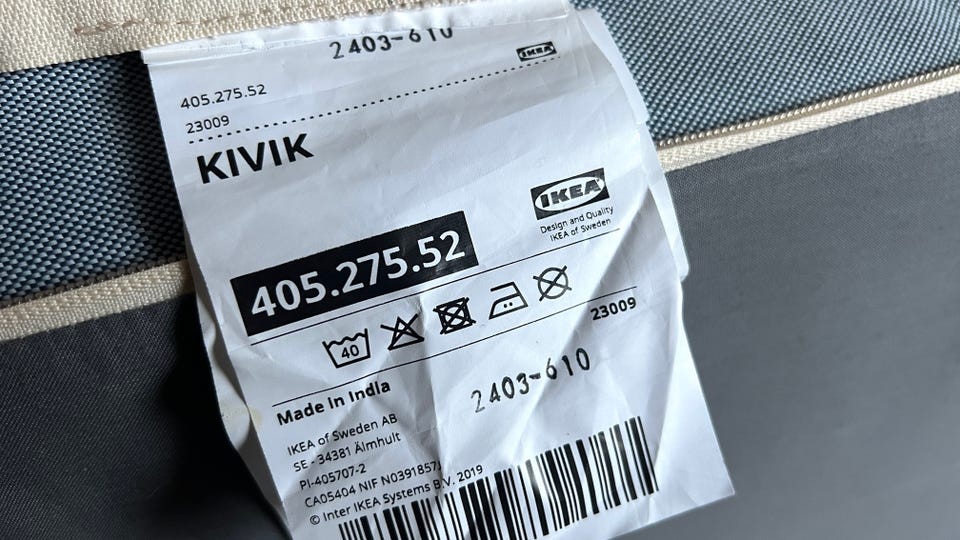 2403-610
IKEA
405.275.52
23009
KIVIK
IKEA
Design and Quality
IKEA of Sweden
405.275.52
40
23009
2403-610
Made in India
IKEA of Sweden AB
SE - 34381 Älmhult
PI-405707-2
CA05404 NIF N0391857J
© Inter IKEA Systems B.V. 2019